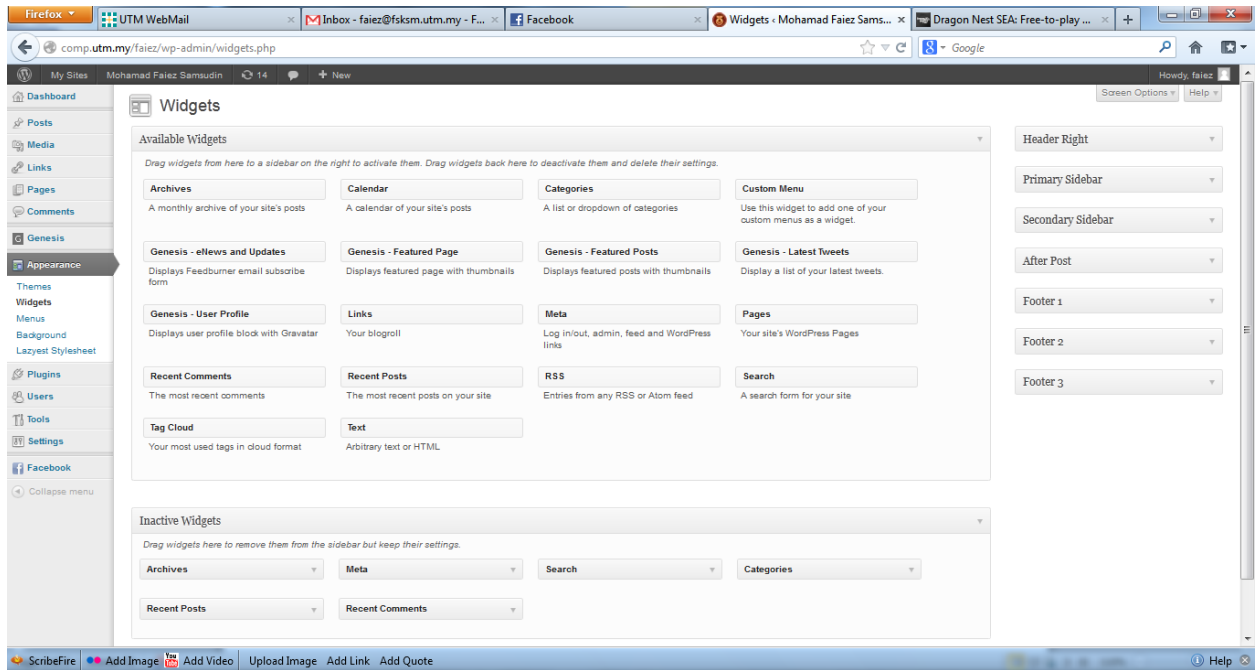 Firefox
UTM WebMail
Inbox - faiez@fsksm.utm.my - F...
Facebook
Widgets ‹ Mohamad Faiez Sams...
Dragon Nest SEA: Free-to-play ...
comp.utm.my/faiez/wp-admin/widgets.php
Google
My Sites Mohamad Faiez Samsudin 14 + New
Howdy, faiez
Dashboard
Posts
Media
Links
Pages
Comments
Genesis
Appearance
Themes
Widgets
Menus
Background
Lazyest Stylesheet
Plugins
Users
Tools
Settings
Facebook
Collapse menu
Screen Options Help
Widgets
Available Widgets
Drag widgets from here to a sidebar on the right to activate them. Drag widgets back here to deactivate them and delete their settings.
Archives
A monthly archive of your site's posts
Calendar
A calendar of your site's posts
Categories
A list or dropdown of categories
Custom Menu
Use this widget to add one of your
custom menus as a widget.
Genesis - eNews and Updates
Displays Feedburner email subscribe
form
Genesis - Featured Page
Displays featured page with thumbnails
Genesis - Featured Posts
Displays featured posts with thumbnails
Genesis - Latest Tweets
Display a list of your latest tweets.
Genesis - User Profile
Displays user profile block with Gravatar
Links
Your blogroll
Meta
Log in/out, admin, feed and WordPress
links
Pages
Your site's WordPress Pages
Recent Comments
The most recent comments
Recent Posts
The most recent posts on your site
RSS
Entries from any RSS or Atom feed
Search
A search form for your site
Tag Cloud
Your most used tags in cloud format
Text
Arbitrary text or HTML
Inactive Widgets
Drag widgets here to remove them from the sidebar but keep their settings.
Archives
Meta
Search
Categories
Recent Posts
Recent Comments
Header Right
Primary Sidebar
Secondary Sidebar
After Post
Footer 1
Footer 2
Footer 3
ScribeFire Add Image You Tube Add Video Upload Image Add Link Add Quote
Help